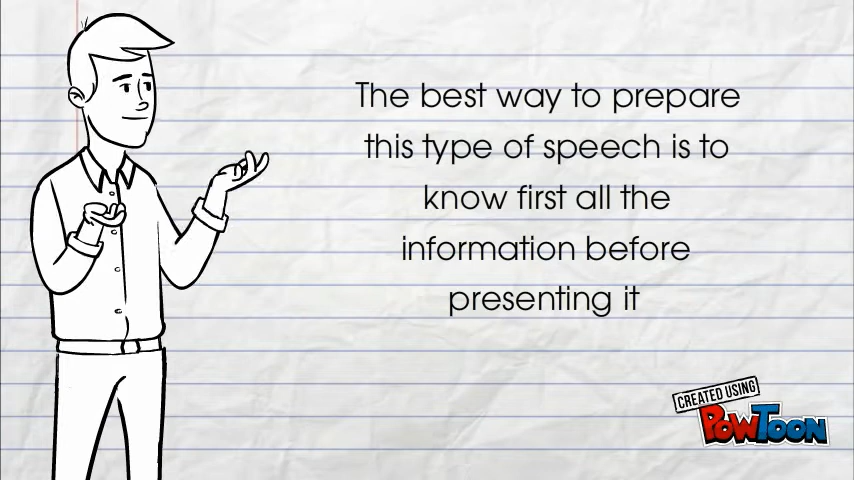 The best way to prepare
this type of speech is to
know first all the
information before
presenting it
CREATED USING
POWTOON